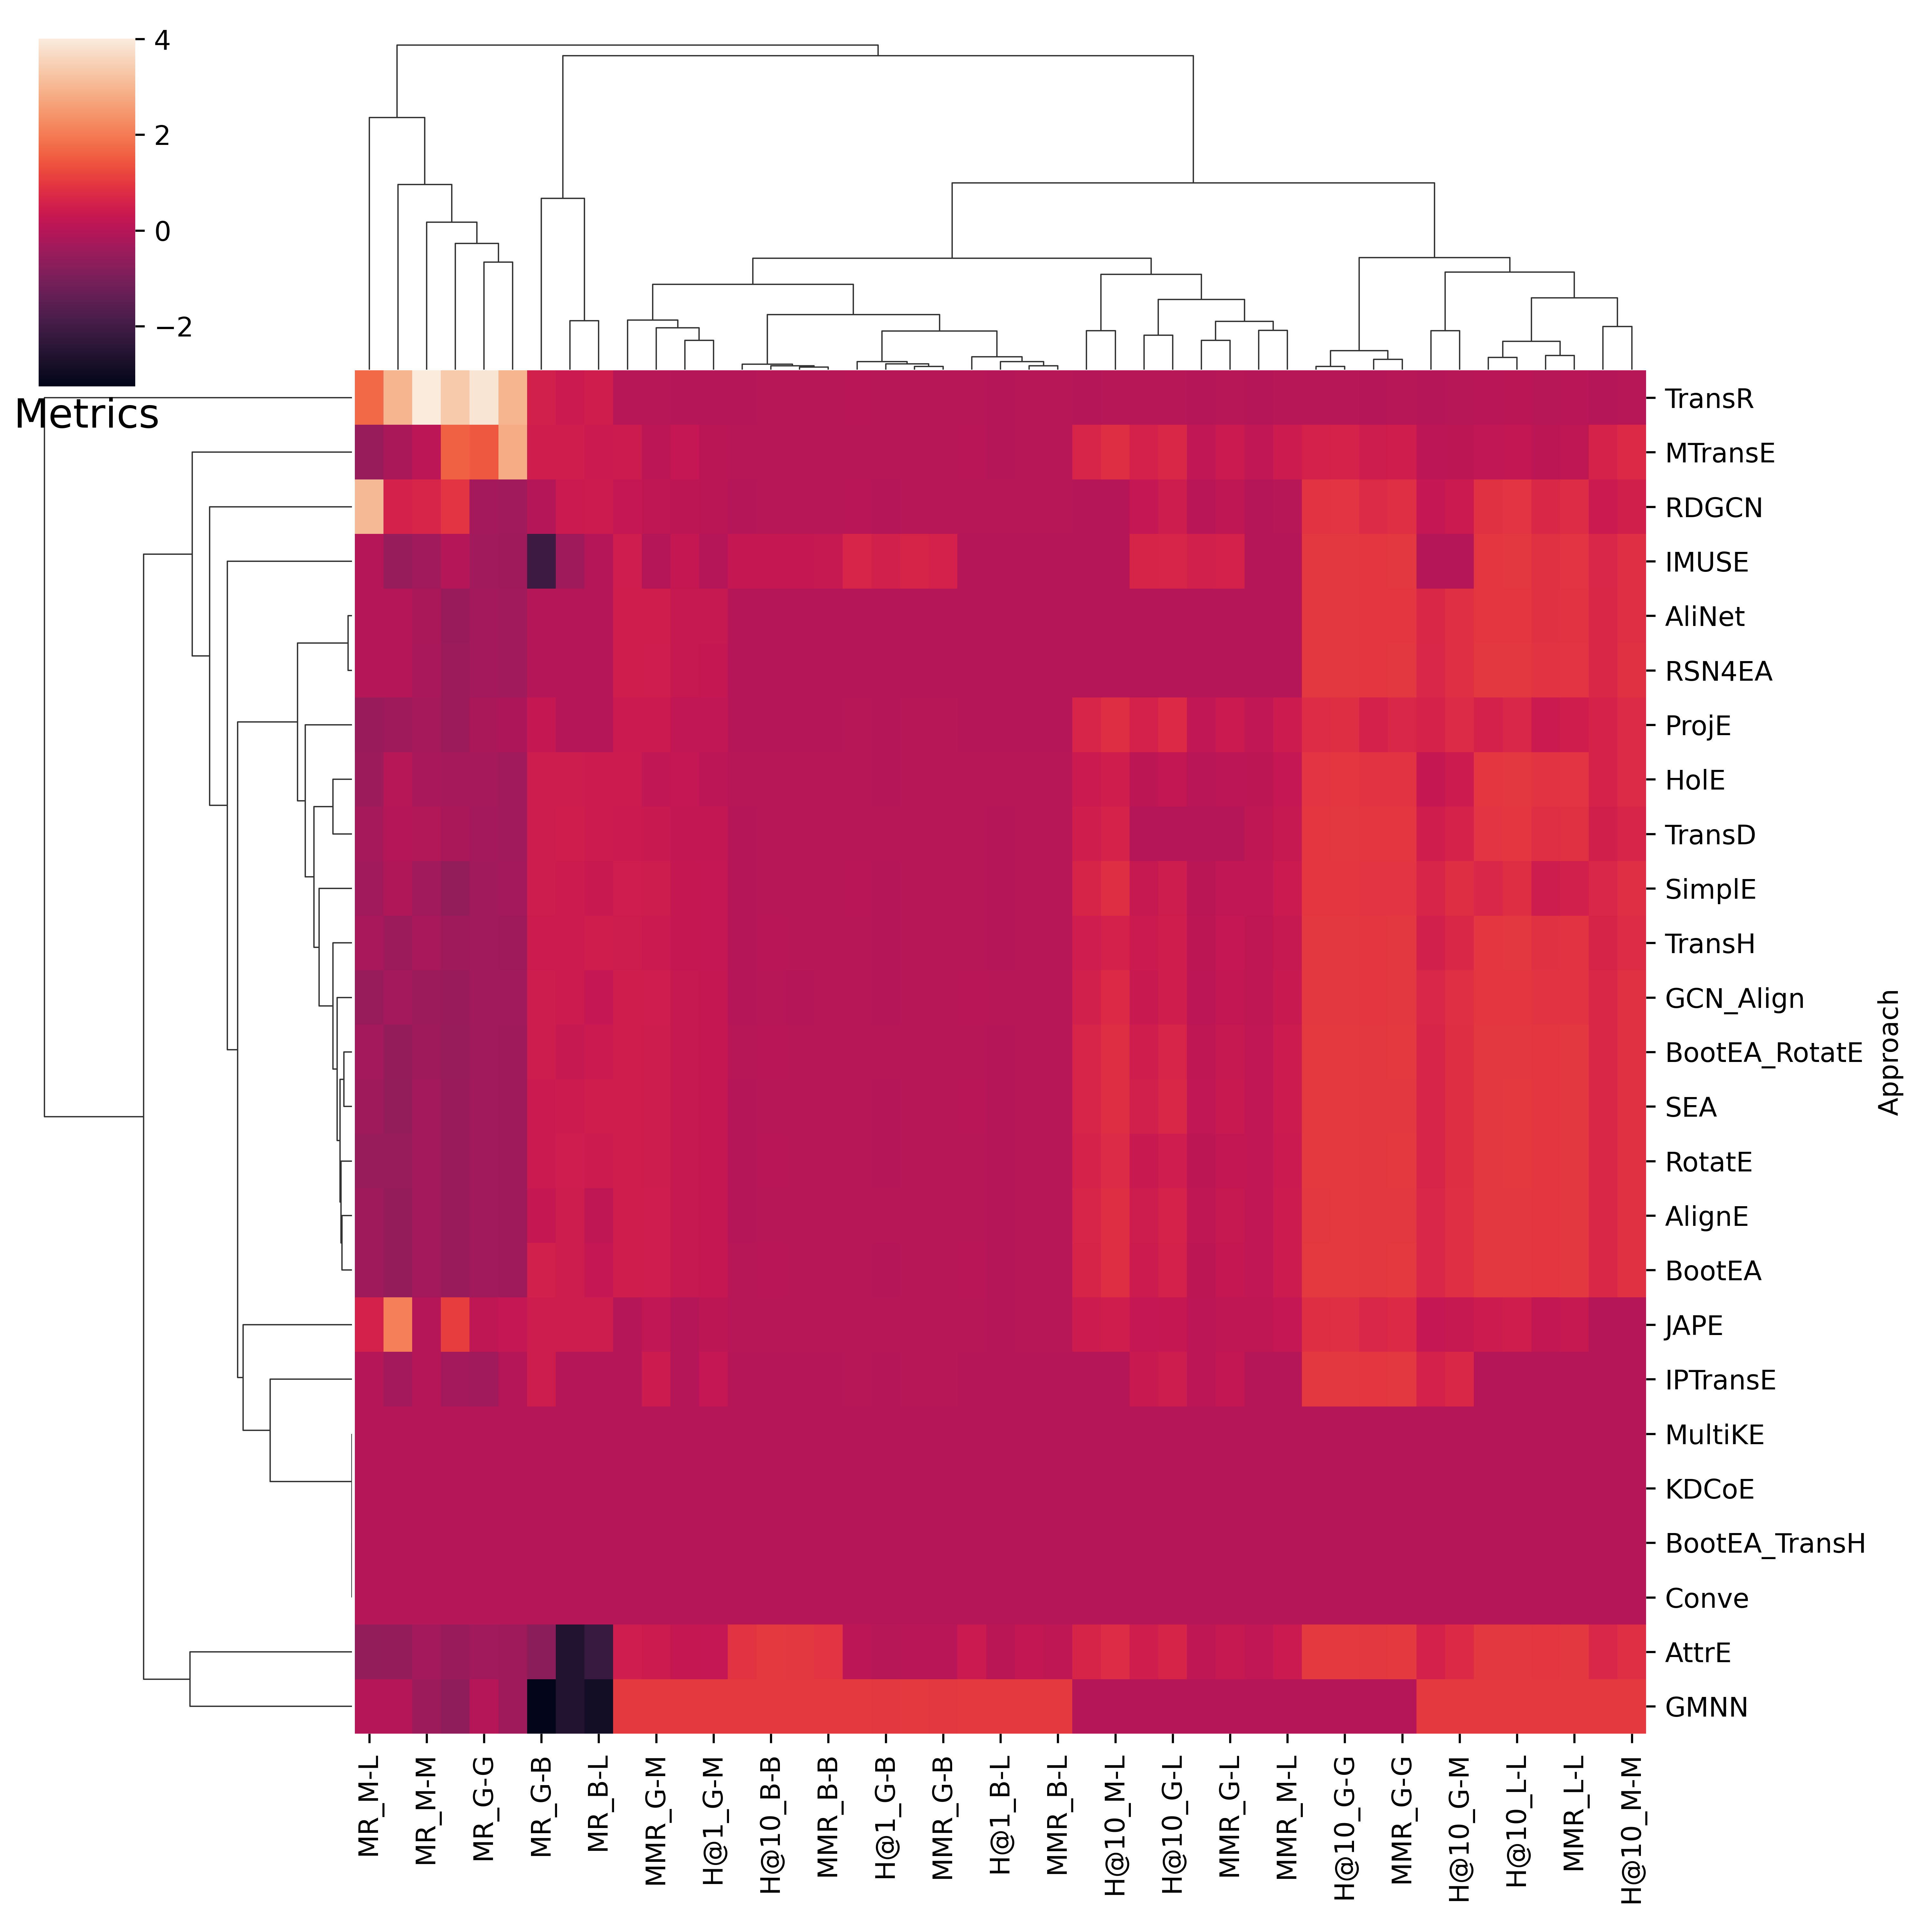 4
2
0
−2
Metrics
TransR
MTransE
RDGCN
IMUSE
AliNet
RSN4EA
ProjE
HolE
TransD
SimplE
TransH
GCN_Align
BootEA_RotatE
SEA
RotatE
AlignE
BootEA
JAPE
IPTransE
MultiKE
KDCoE
BootEA_TransH
Conve
AttrE
GMNN
Approach
MR_M-L
MR_M-M
MR_G-G
MR_G-B
MR_B-L
MMR_G-M
H@1_G-M
H@10_B-B
MMR_B-B
H@1_G-B
MMR_G-B
H@1_B-L
MMR_B-L
H@10_M-L
H@10_G-L
MMR_G-L
MMR_M-L
H@10_G-G
MMR_G-G
H@10_G-M
H@10_L-L
MMR_L-L
H@10_M-M